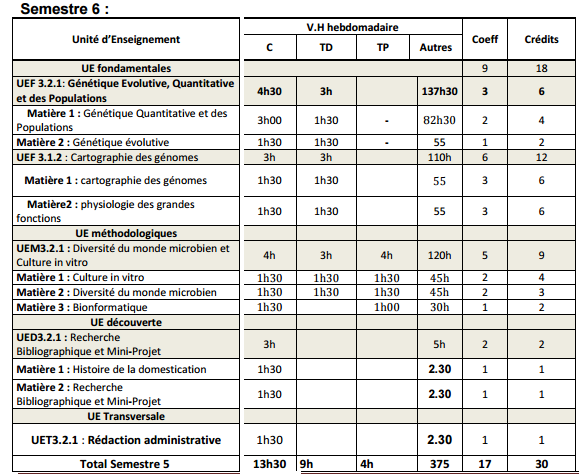 Semestre 6 :
Unité d'Enseignement V.H hebdomadaire Coeff Crédits
C TD TP Autres
UE fondamentales 9 18
UEF 3.2.1: Génétique Evolutive, Quantitative
et des Populations 4h30 3h 137h30 3 6
Matière 1 : Génétique Quantitative et des
Populations 3h00 1h30 - 82h30 2 4
Matière 2 : Génétique évolutive 1h30 1h30 - 55 1 2
UEF 3.1.2 : Cartographie des génomes 3h 3h 110h 6 12
Matière 1 : cartographie des génomes 1h30 1h30 55 3 6
Matière2 : physiologie des grandes
fonctions 1h30 1h30 55 3 6
UE méthodologiques
UEM3.2.1 : Diversité du monde microbien et
Culture in vitro 4h 3h 4h 120h 5 9
Matière 1 : Culture in vitro 1h30 1h30 1h30 45h 2 4
Matière 2 : Diversité du monde microbien 1h30 1h30 1h30 45h 2 3
Matière 3 : Bionformatique 1h30 1h00 30h 1 2
UE découverte
UED3.2.1 : Recherche
Bibliographique et Mini-Projet 3h 5h 2 2
Matière 1 : Histoire de la domestication 1h30 2.30 1 1
Matière 2 : Recherche
Bibliographique et Mini-Projet 1h30 2.30 1 1
UE Transversale
UET3.2.1 : Rédaction administrative 1h30 2.30 1 1
Total Semestre 5 13h30 9h 4h 375 17 30